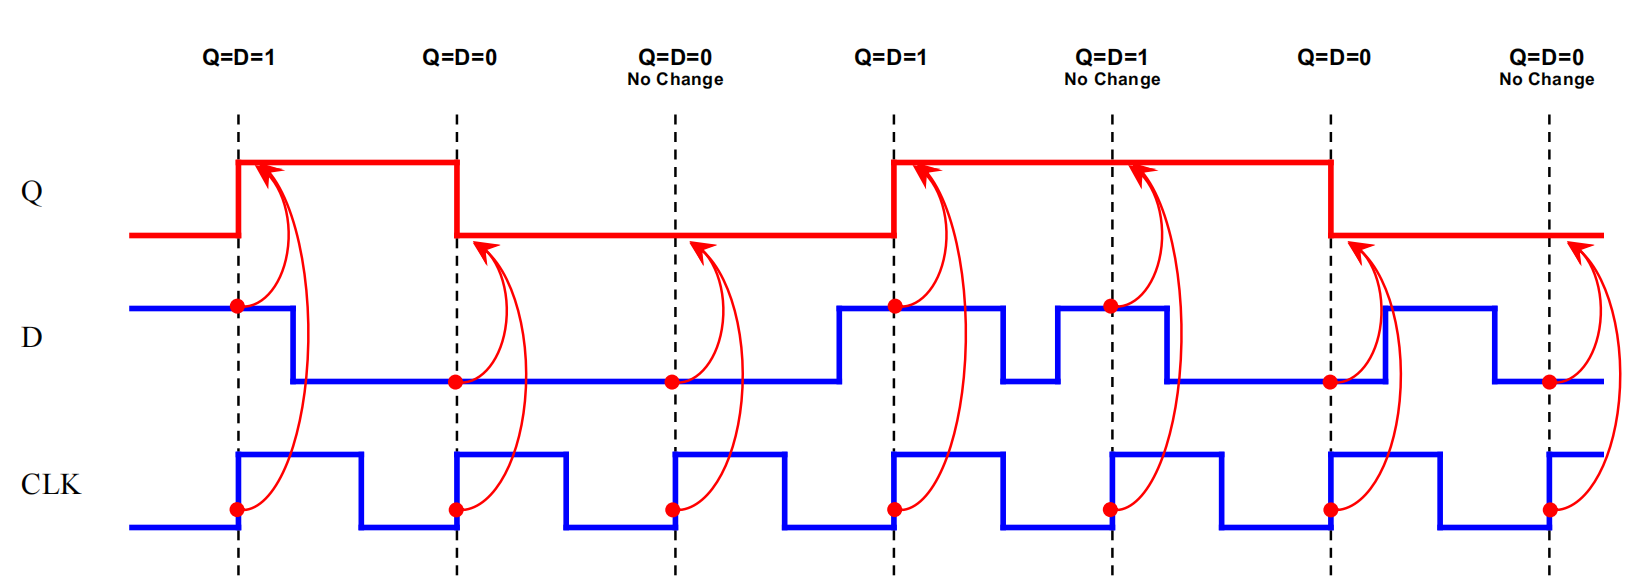 Q=D=1
Q=D=0
Q=D=0
No Change
Q=D=1
Q=D=1
No Change
Q=D=0
Q=D=0
No Change
Q
D
CLK